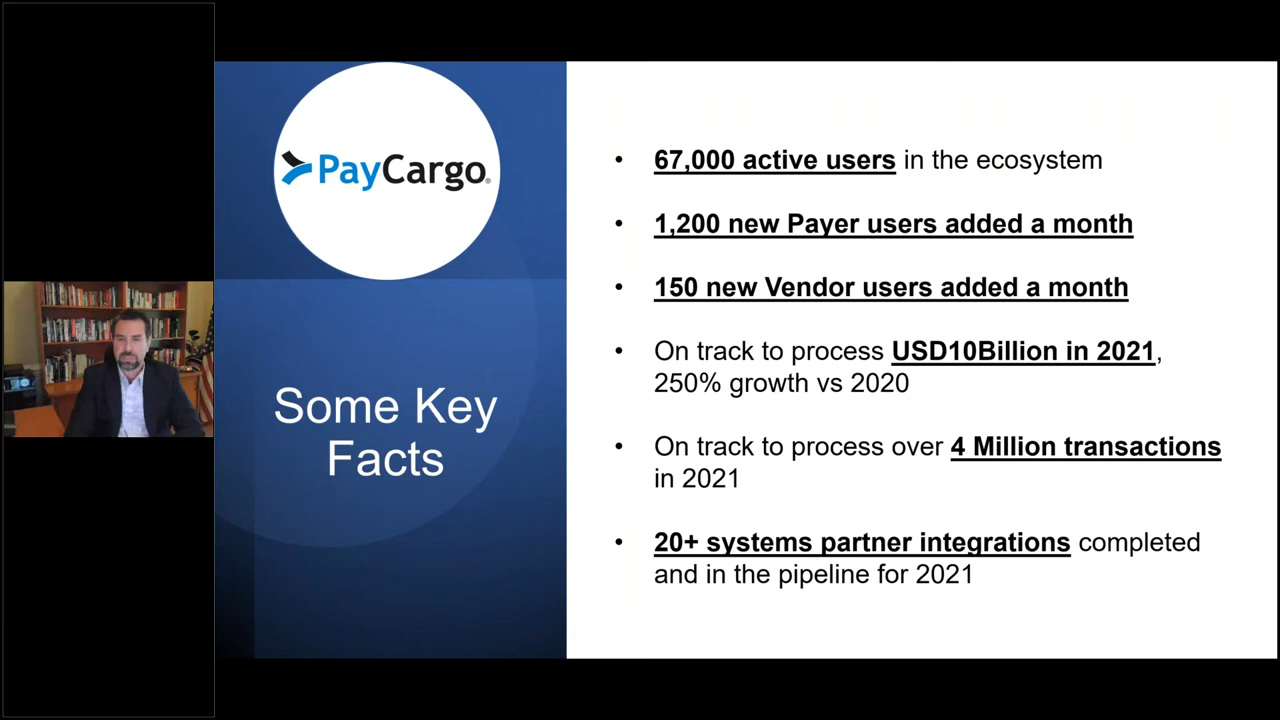 PayCargo®
Some Key
Facts
• 67,000 active users in the ecosystem
• 1,200 new Payer users added a month
• 150 new Vendor users added a month
• On track to process USD10Billion in 2021,
250% growth vs 2020
• On track to process over 4 Million transactions
in 2021
• 20+ systems partner integrations completed
and in the pipeline for 2021